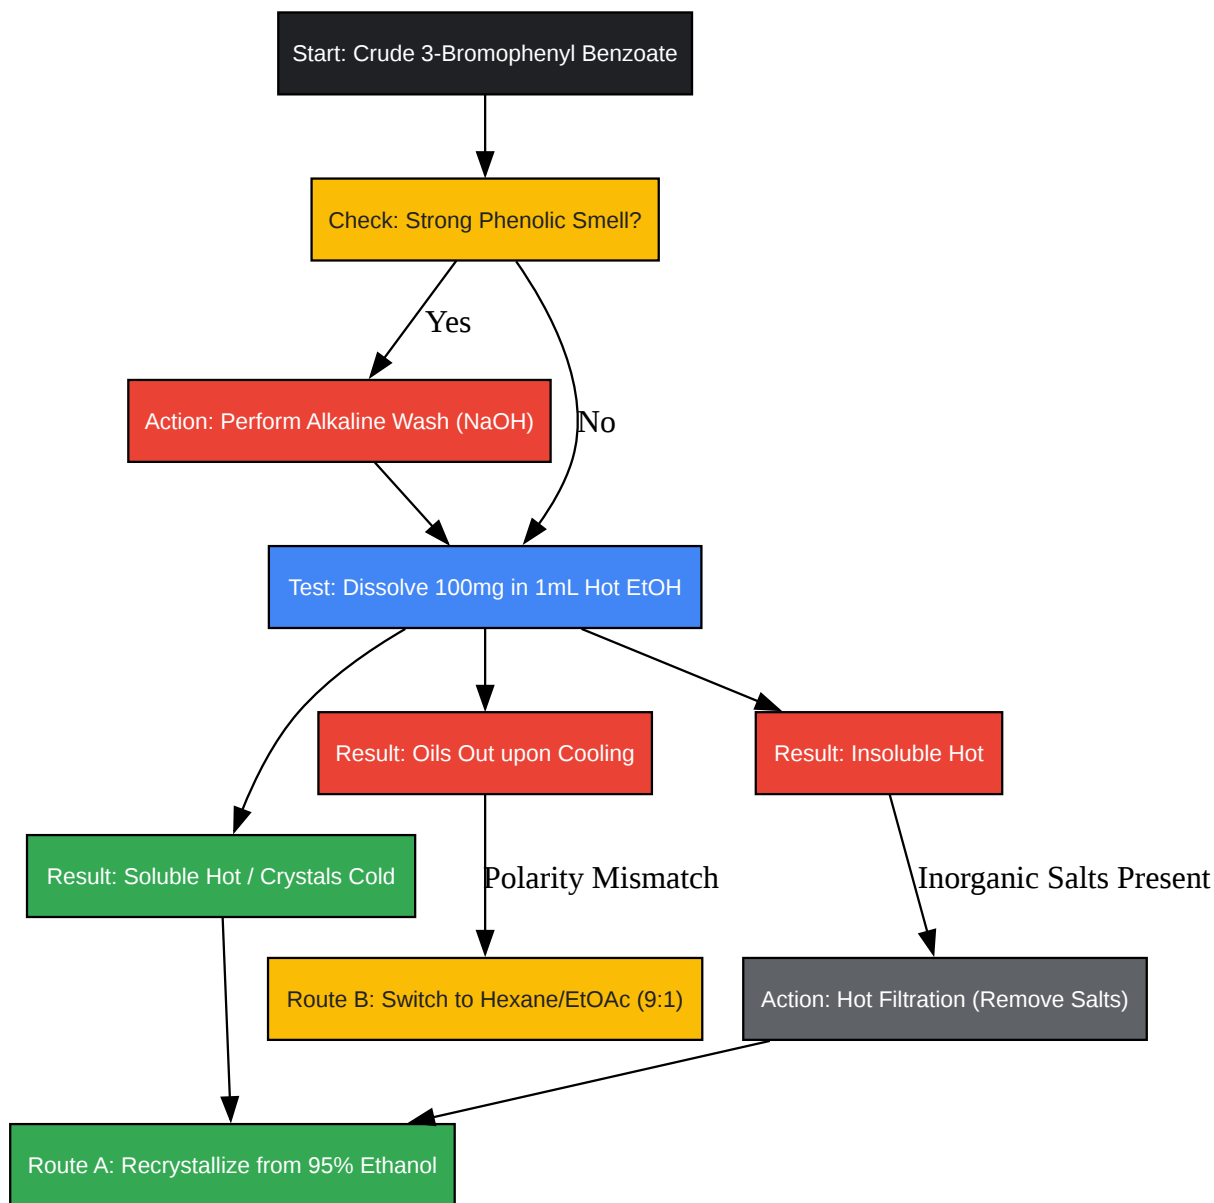 Start: Crude 3-Bromophenyl Benzoate
Check: Strong Phenolic Smell?
Yes
Action: Perform Alkaline Wash (NaOH)
No
Test: Dissolve 100mg in 1mL Hot EtOH
Result: Oils Out upon Cooling
Result: Insoluble Hot
Result: Soluble Hot / Crystals Cold
Polarity Mismatch
Inorganic Salts Present
Route B: Switch to Hexane/EtOAc (9:1)
Action: Hot Filtration (Remove Salts)
Route A: Recrystallize from 95% Ethanol